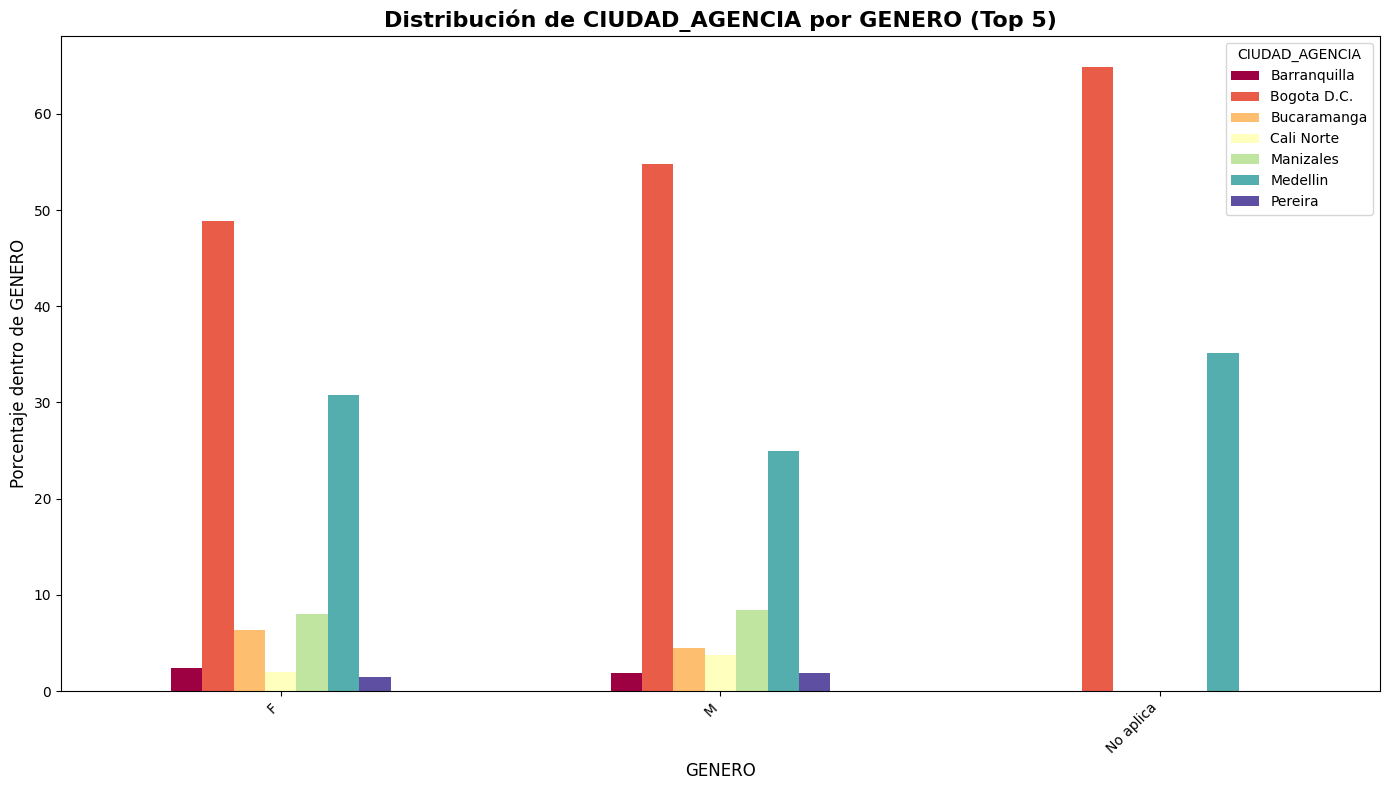 Distribución de CIUDAD_AGENCIA por GENERO (Top 5)
CIUDAD_AGENCIA
Barranquilla
Bogota D.C.
Bucaramanga
Cali Norte
Manizales
Medellin
Pereira
Porcentaje dentro de GENERO
60
50
40
30
20
10
0
F
M
No aplica
GENERO